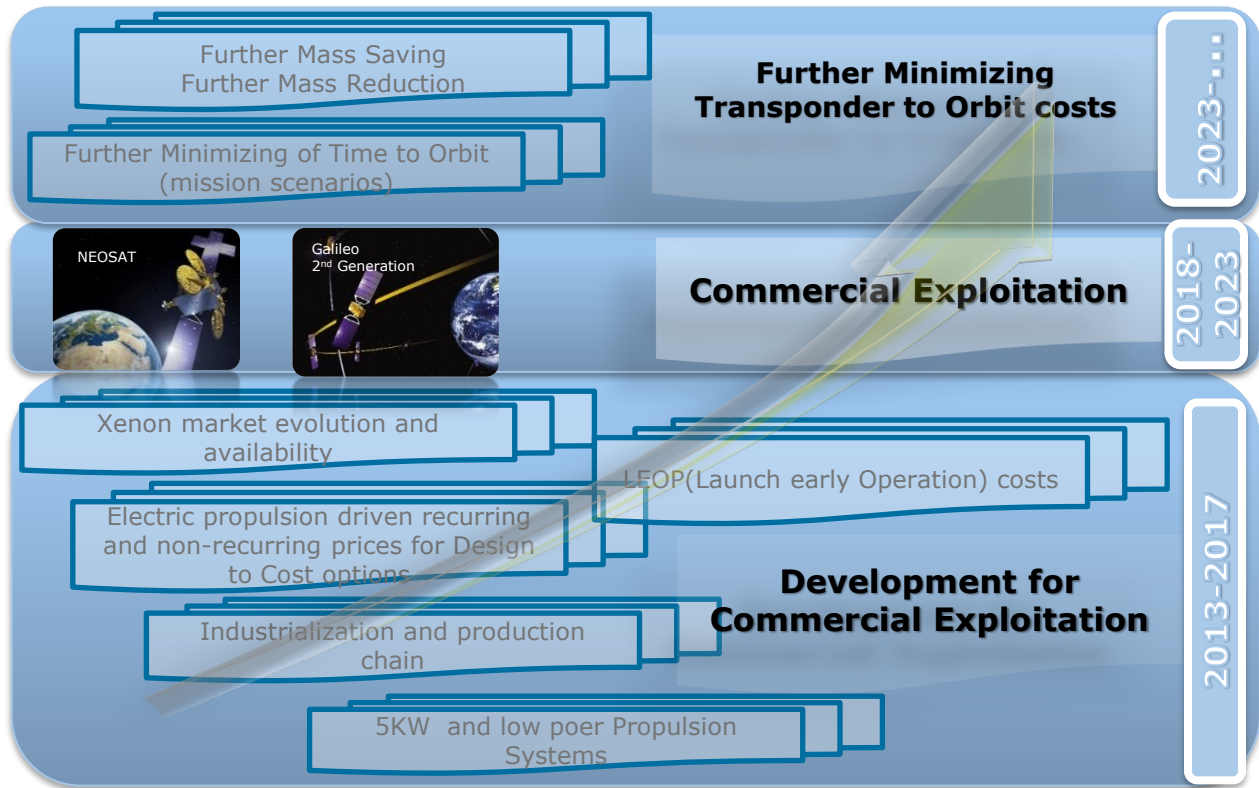 Further Mass Saving
Further Mass Reduction
Further Minimizing of Time to Orbit
(mission scenarios)
Further Minimizing
Transponder to Orbit costs
2023-...
NEOSAT
Galileo
2nd Generation
Commercial Exploitation
2018-
2023
Xenon market evolution and
availability
LEOP(Launch early Operation) costs
Electric propulsion driven recurring
and non-recurring prices for Design
to Cost options
Industrialization and production
chain
5KW and low poer Propulsion
Systems
Development for
Commercial Exploitation
2013-2017